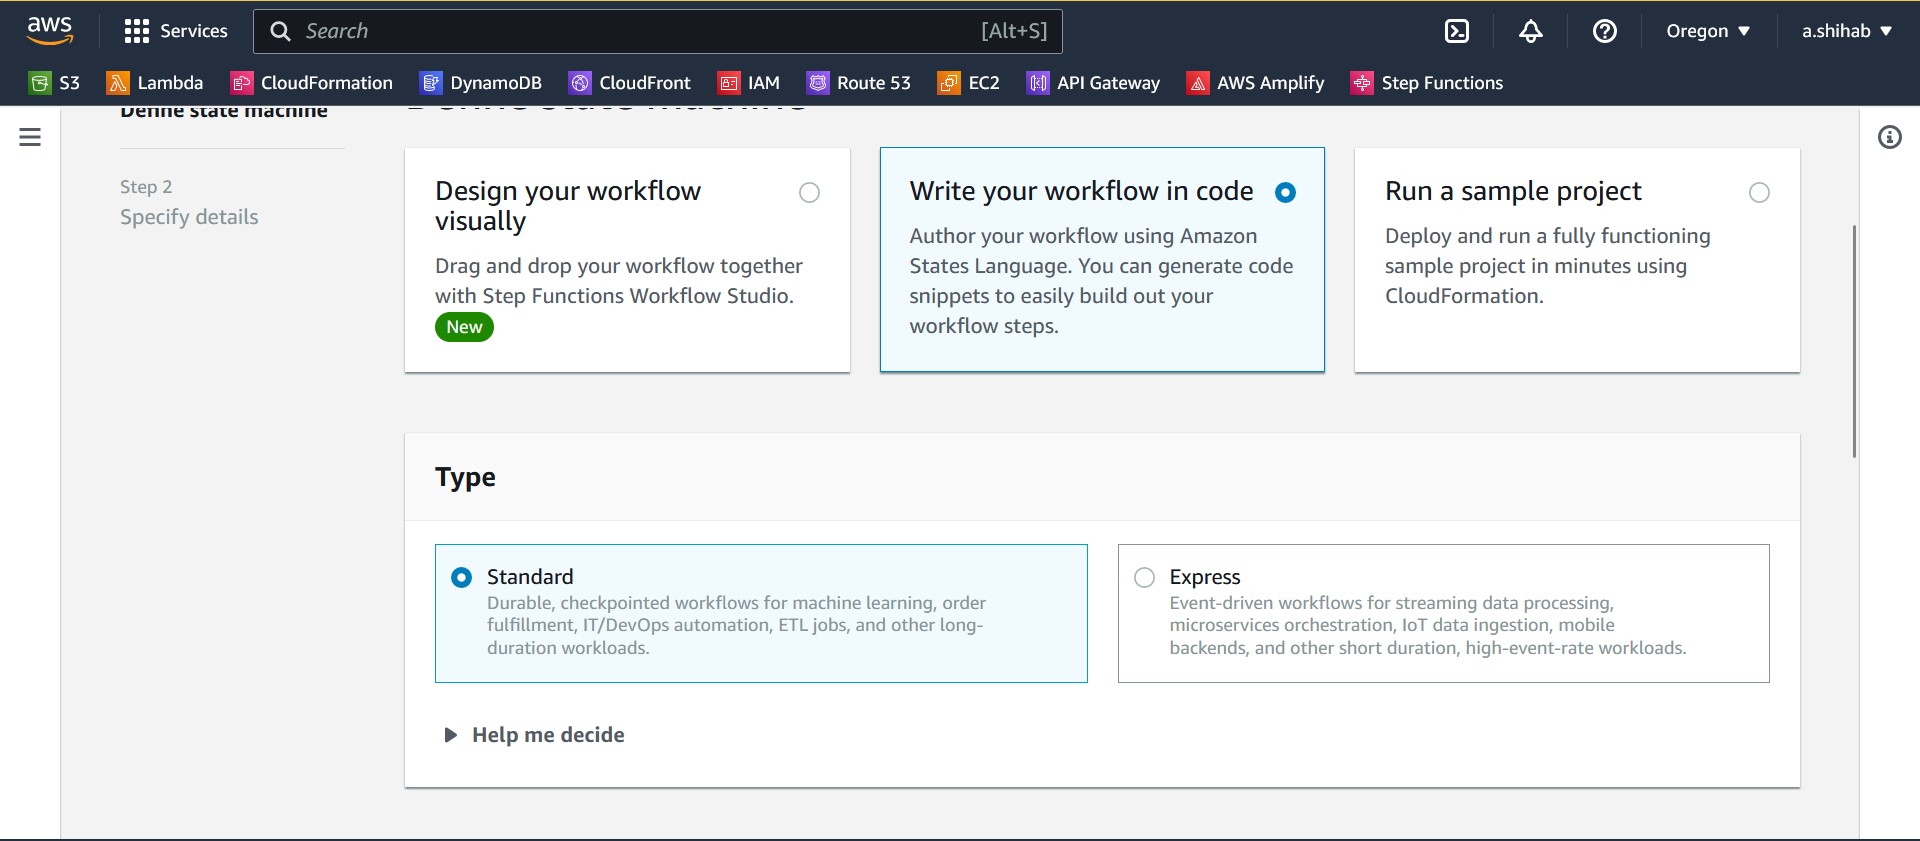 aws
Services
Search
[Alt+S]
Oregon
a.shihab
S3
Lambda
CloudFormation
DynamoDB
CloudFront
IAM
Route 53
EC2
API Gateway
AWS Amplify
Step Functions
Define state machine
Define state machine
Step 2
Specify details
Design your workflow
visually
Drag and drop your workflow together
with Step Functions Workflow Studio.
New
Write your workflow in code
Author your workflow using Amazon
States Language. You can generate code
snippets to easily build out your
workflow steps.
Run a sample project
Deploy and run a fully functioning
sample project in minutes using
CloudFormation.
Type
Standard
Durable, checkpointed workflows for machine learning, order
fulfillment, IT/DevOps automation, ETL jobs, and other long-
duration workloads.
Express
Event-driven workflows for streaming data processing,
microservices orchestration, IoT data ingestion, mobile
backends, and other short duration, high-event-rate workloads.
Help me decide